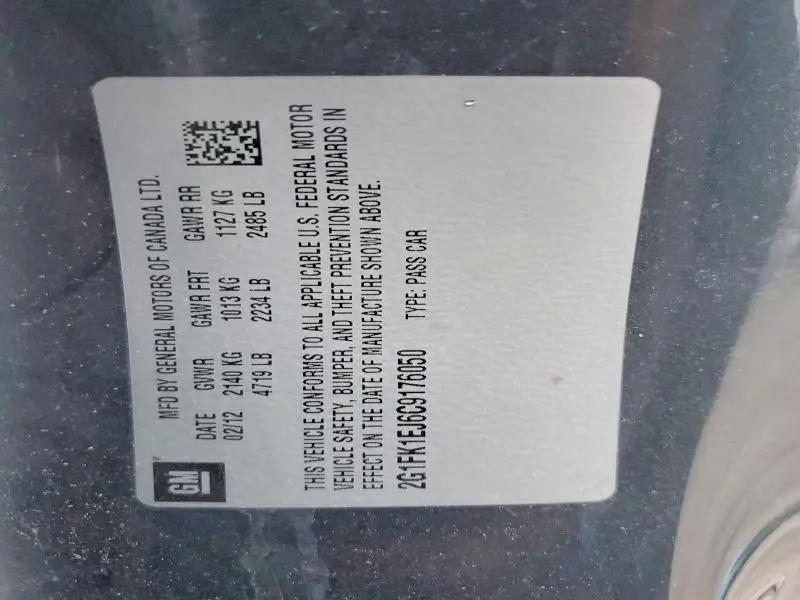 GM
MFD BY GENERAL MOTORS OF CANADA LTD.
DATE GVWR GAWR FRT GAWR RR
02/12 2140 KG 1013 KG 1127 KG
4719 LB 2234 LB 2485 LB
THIS VEHICLE CONFORMS TO ALL APPLICABLE U.S. FEDERAL MOTOR
VEHICLE SAFETY, BUMPER, AND THEFT PREVENTION STANDARDS IN
EFFECT ON THE DATE OF MANUFACTURE SHOWN ABOVE.
2G1FK1EJ6C9176050 TYPE: PASS CAR